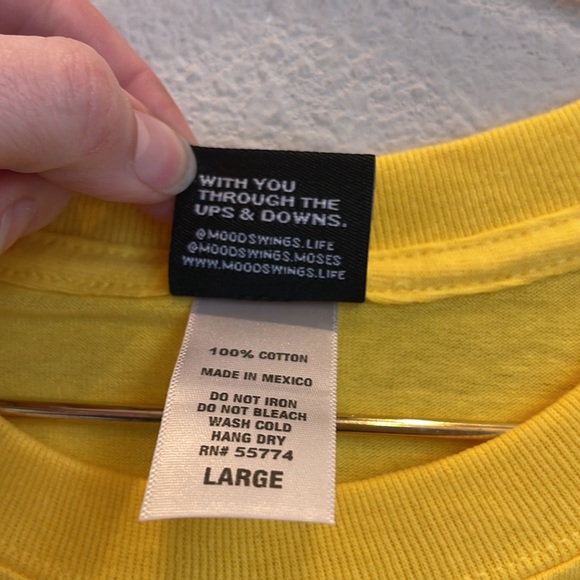 WITH YOU
THROUGH THE
UPS & DOWNS.
@MOODSWINGS.LIFE
@MOODSWINGS.MOSES
WWW.MOODSWINGS.LIFE
100% COTTON
MADE IN MEXICO
DO NOT IRON
DO NOT BLEACH
WASH COLD
HANG DRY
RN# 55774
LARGE